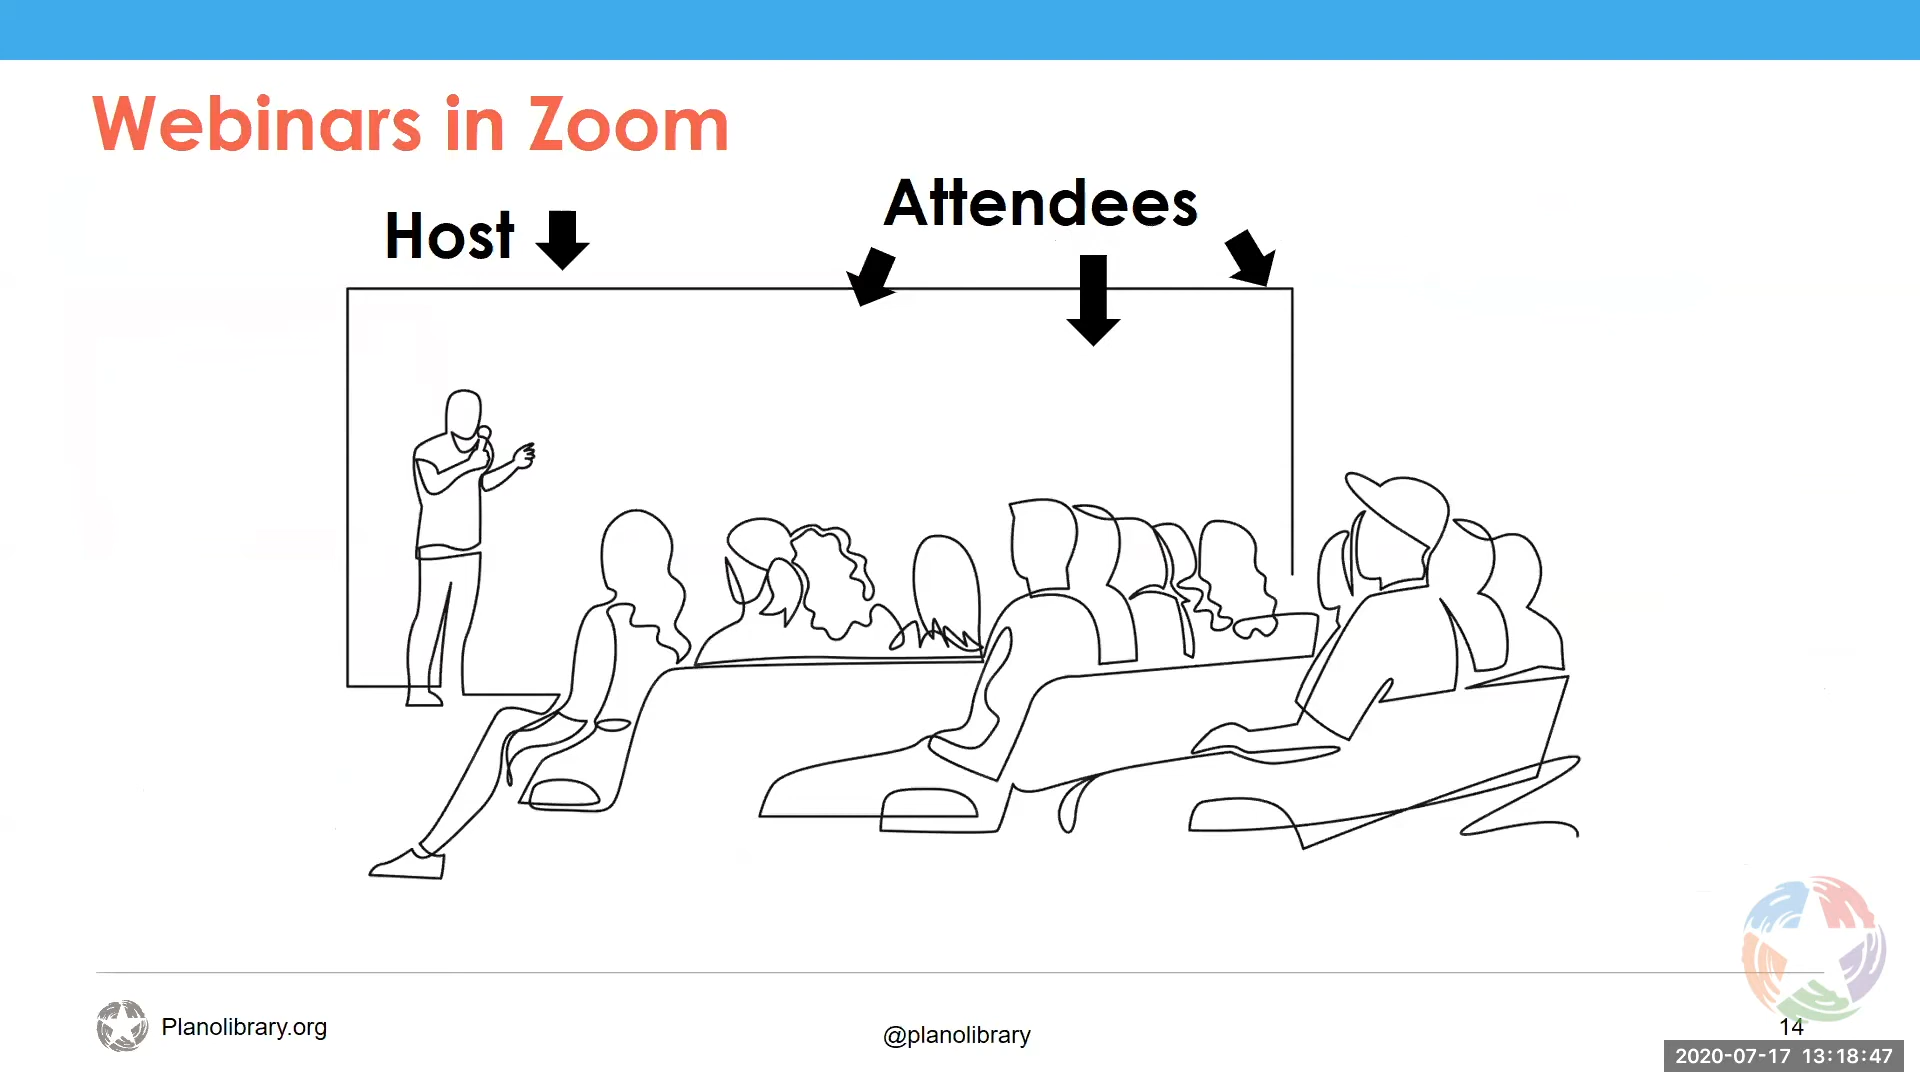 Webinars in Zoom
Host
Attendees
Planolibrary.org
@planolibrary
14
2020-07-17 13:18:47